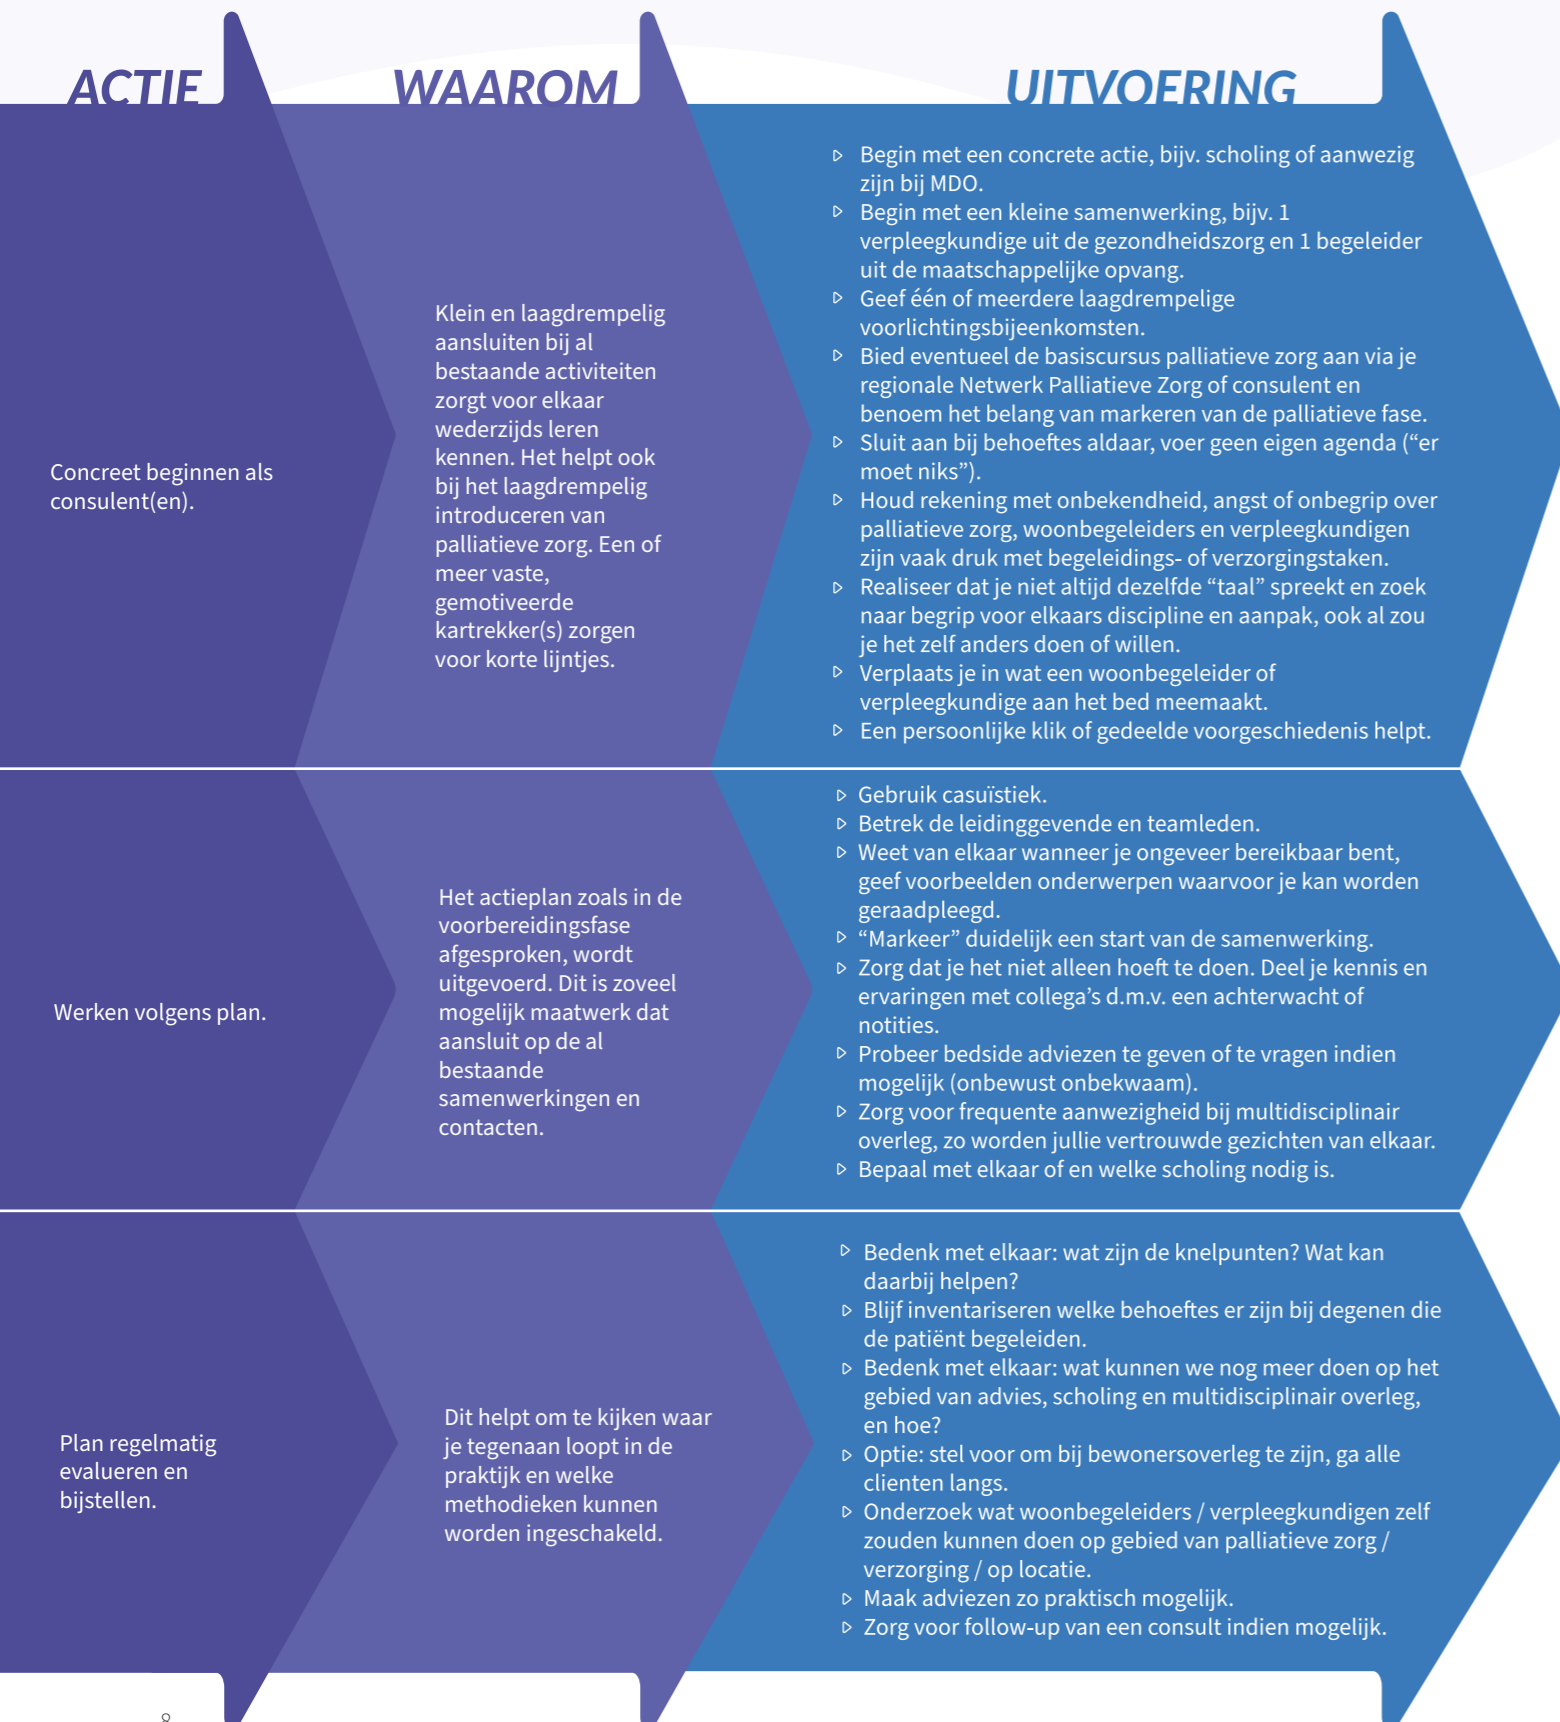 ACTIE
WAAROM
UITVOERING
Concreet beginnen als
consulent(en).
Klein en laagdrempelig
aansluiten bij al
bestaande activiteiten
zorgt voor elkaar
wederzijds leren
kennen. Het helpt ook
bij het laagdrempelig
introduceren van
palliatieve zorg. Een of
meer vaste,
gemotiveerde
kartrekker(s) zorgen
voor korte lijntjes.
Begin met een concrete actie, bijv. scholing of aanwezig
zijn bij MDO.
Begin met een kleine samenwerking, bijv. 1
verpleegkundige uit de gezondheidszorg en 1 begeleider
uit de maatschappelijke opvang.
Geef één of meerdere laagdrempelige
voorlichtingsbijeenkomsten.
Bied eventueel de basiscursus palliatieve zorg aan via je
regionale Netwerk Palliatieve Zorg of consulent en
benoem het belang van markeren van de palliatieve fase.
Sluit aan bij behoeftes aldaar, voer geen eigen agenda (“er
moet niks”).
Houd rekening met onbekendheid, angst of onbegrip over
palliatieve zorg, woonbegeleiders en verpleegkundigen
zijn vaak druk met begeleidings- of verzorgingstaken.
Realiseer dat je niet altijd dezelfde “taal” spreekt en zoek
naar begrip voor elkaars discipline en aanpak, ook al zou
je het zelf anders doen of willen.
Verplaats je in wat een woonbegeleider of
verpleegkundige aan het bed meemaakt.
Een persoonlijke klik of gedeelde voorgeschiedenis helpt.
Werken volgens plan.
Het actieplan zoals in de
voorbereidingsfase
afgesproken, wordt
uitgevoerd. Dit is zoveel
mogelijk maatwerk dat
aansluit op de al
bestaande
samenwerkingen en
contacten.
Gebruik casuïstiek.
Betrek de leidinggevende en teamleden.
Weet van elkaar wanneer je ongeveer bereikbaar bent,
geef voorbeelden onderwerpen waarvoor je kan worden
geraadpleegd.
“Markeer” duidelijk een start van de samenwerking.
Zorg dat je het niet alleen hoeft te doen. Deel je kennis en
ervaringen met collega’s d.m.v. een achterwacht of
notities.
Probeer bedside adviezen te geven of te vragen indien
mogelijk (onbewust onbekwaam).
Zorg voor frequente aanwezigheid bij multidisciplinair
overleg, zo worden jullie vertrouwde gezichten van elkaar.
Bepaal met elkaar of en welke scholing nodig is.
Plan regelmatig
evalueren en
bijstellen.
Dit helpt om te kijken waar
je tegenaan loopt in de
praktijk en welke
methodieken kunnen
worden ingeschakeld.
Bedenk met elkaar: wat zijn de knelpunten? Wat kan
daarbij helpen?
Blijf inventariseren welke behoeftes er zijn bij degenen die
de patiënt begeleiden.
Bedenk met elkaar: wat kunnen we nog meer doen op het
gebied van advies, scholing en multidisciplinair overleg,
en hoe?
Optie: stel voor om bij bewonersoverleg te zijn, ga alle
clienten langs.
Onderzoek wat woonbegeleiders / verpleegkundigen zelf
zouden kunnen doen op gebied van palliatieve zorg /
verzorging / op locatie.
Maak adviezen zo praktisch mogelijk.
Zorg voor follow-up van een consult indien mogelijk.
8